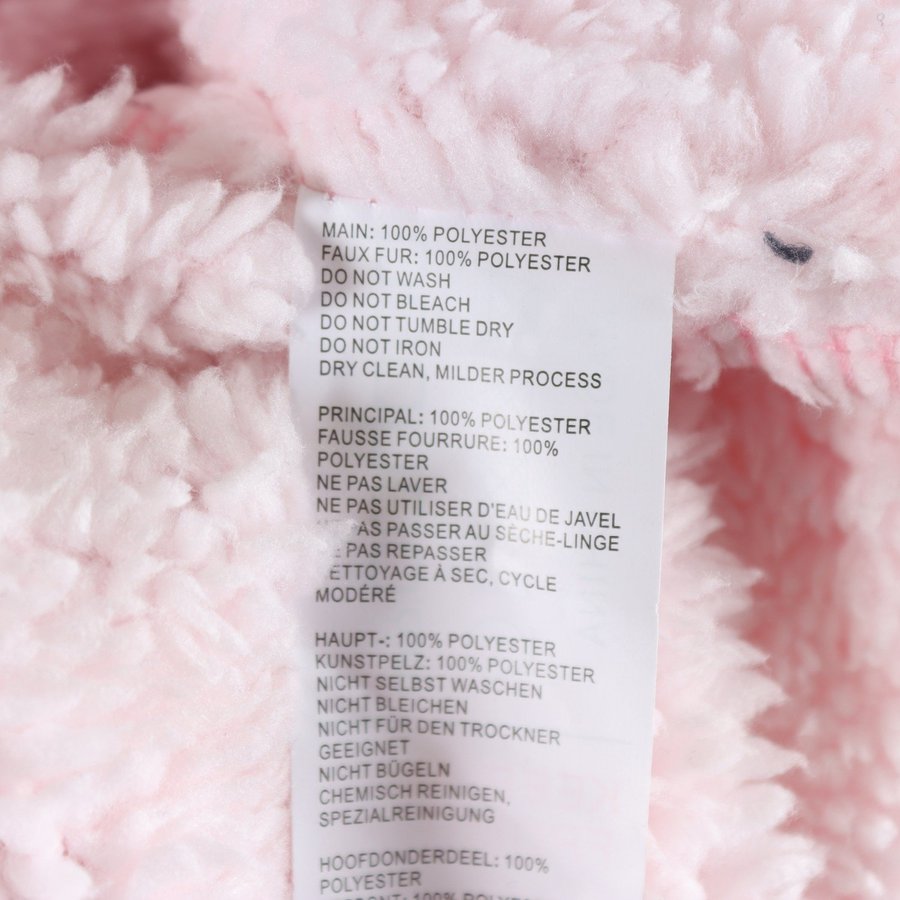 MAIN: 100% POLYESTER
FAUX FUR: 100% POLYESTER
DO NOT WASH
DO NOT BLEACH
DO NOT TUMBLE DRY
DO NOT IRON
DRY CLEAN, MILDER PROCESS
PRINCIPAL: 100% POLYESTER
FAUSSE FOURRURE: 100%
POLYESTER
NE PAS LAVER
NE PAS UTILISER D'EAU DE JAVEL
PAS PASSER AU SÈCHE-LINGE
PAS REPASSER
ETTOYAGE À SEC, CYCLE
MODÉRÉ
HAUPT-: 100% POLYESTER
KUNSTPELZ: 100% POLYESTER
NICHT SELBST WASCHEN
NICHT BLEICHEN
NICHT FÜR DEN TROCKNER
GEEIGNET
NICHT BÜGELN
CHEMISCH REINIGEN,
SPEZIALREINIGUNG
HOOFDONDERDEEL: 100%
POLYESTER